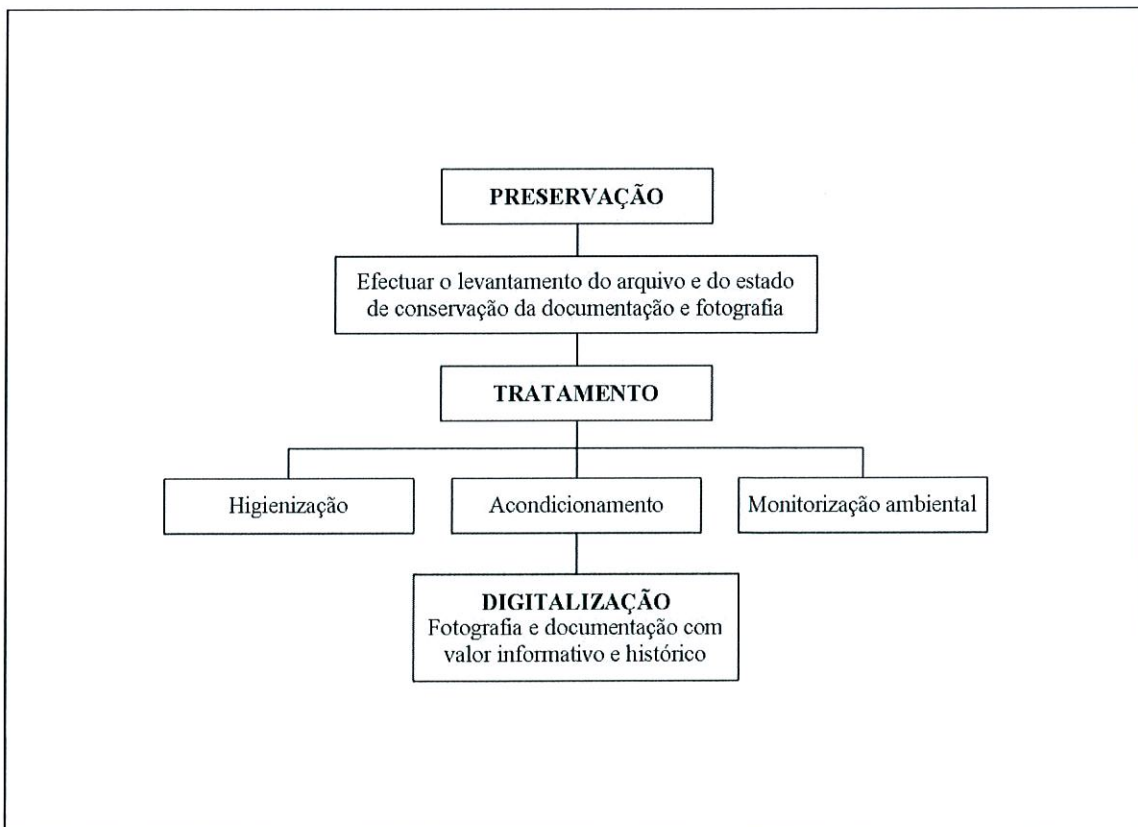 PRESERVAÇÃO
Efectuar o levantamento do arquivo e do estado
de conservação da documentação e fotografia
TRATAMENTO
Higienização
Acondicionamento
Monitorização ambiental
DIGITALIZAÇÃO
Fotografia e documentação com
valor informativo e histórico